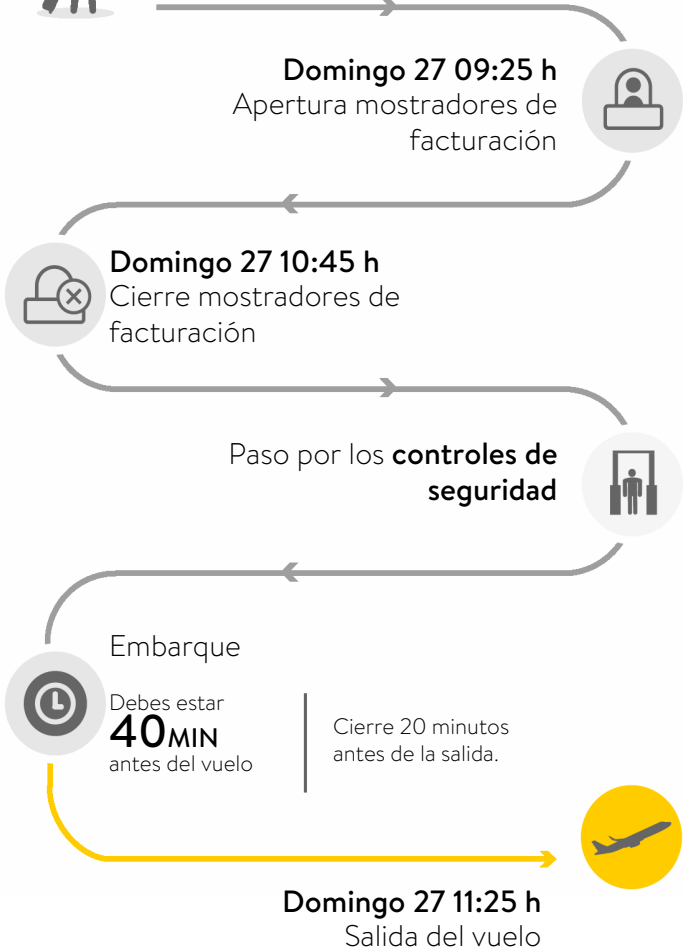 Domingo 27 09:25 h
Apertura mostradores de
facturación
Domingo 27 10:45 h
Cierre mostradores de
facturación
Paso por los controles de
seguridad
Embarque
Debes estar
40MIN
antes del vuelo
Cierre 20 minutos
antes de la salida.
Domingo 27 11:25 h
Salida del vuelo